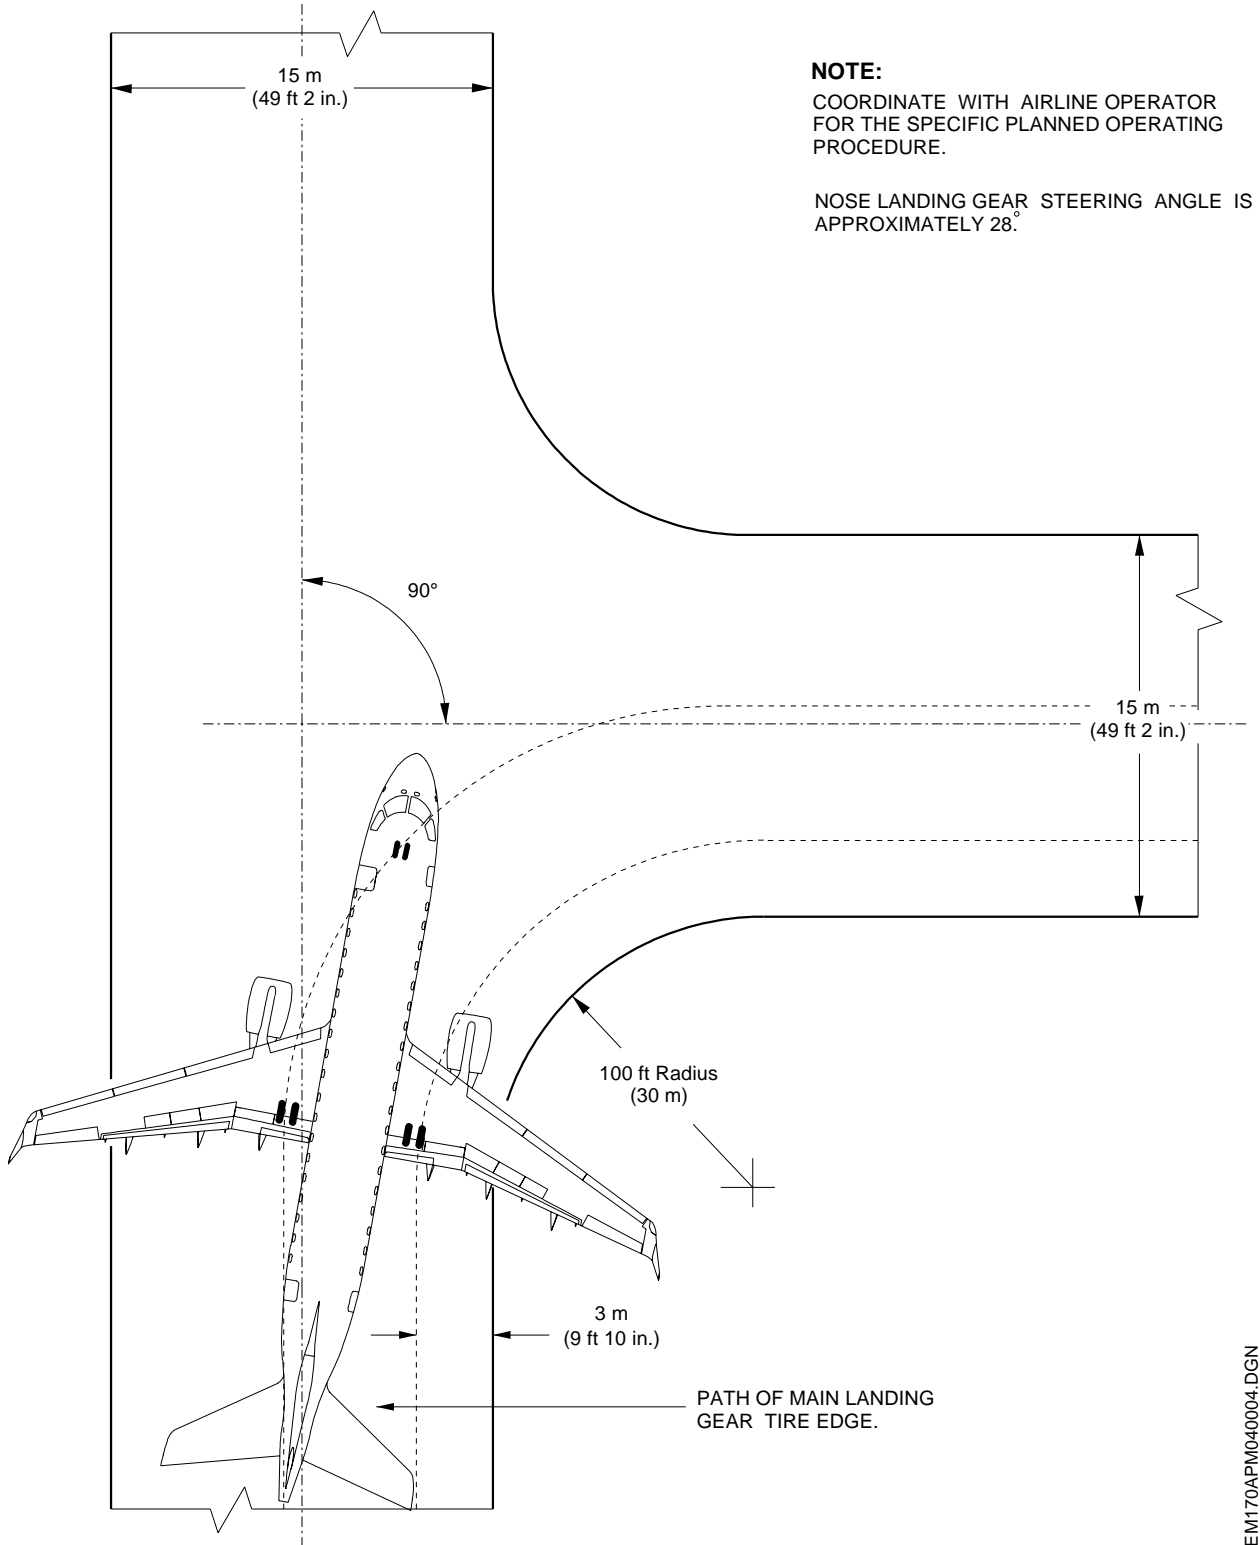 15 m
(49 ft 2 in.)
NOTE:
COORDINATE WITH AIRLINE OPERATOR
FOR THE SPECIFIC PLANNED OPERATING
PROCEDURE.
NOSE LANDING GEAR STEERING ANGLE IS
APPROXIMATELY 28°.
90°
15 m
(49 ft 2 in.)
100 ft Radius
(30 m)
3 m
(9 ft 10 in.)
PATH OF MAIN LANDING
GEAR TIRE EDGE.
EM170APM040004.DGN